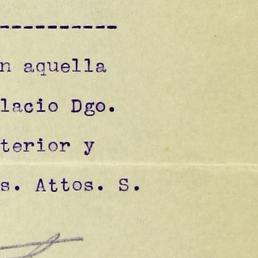 n aquella
lacio Dgo.
terior y
s. Attos. S.